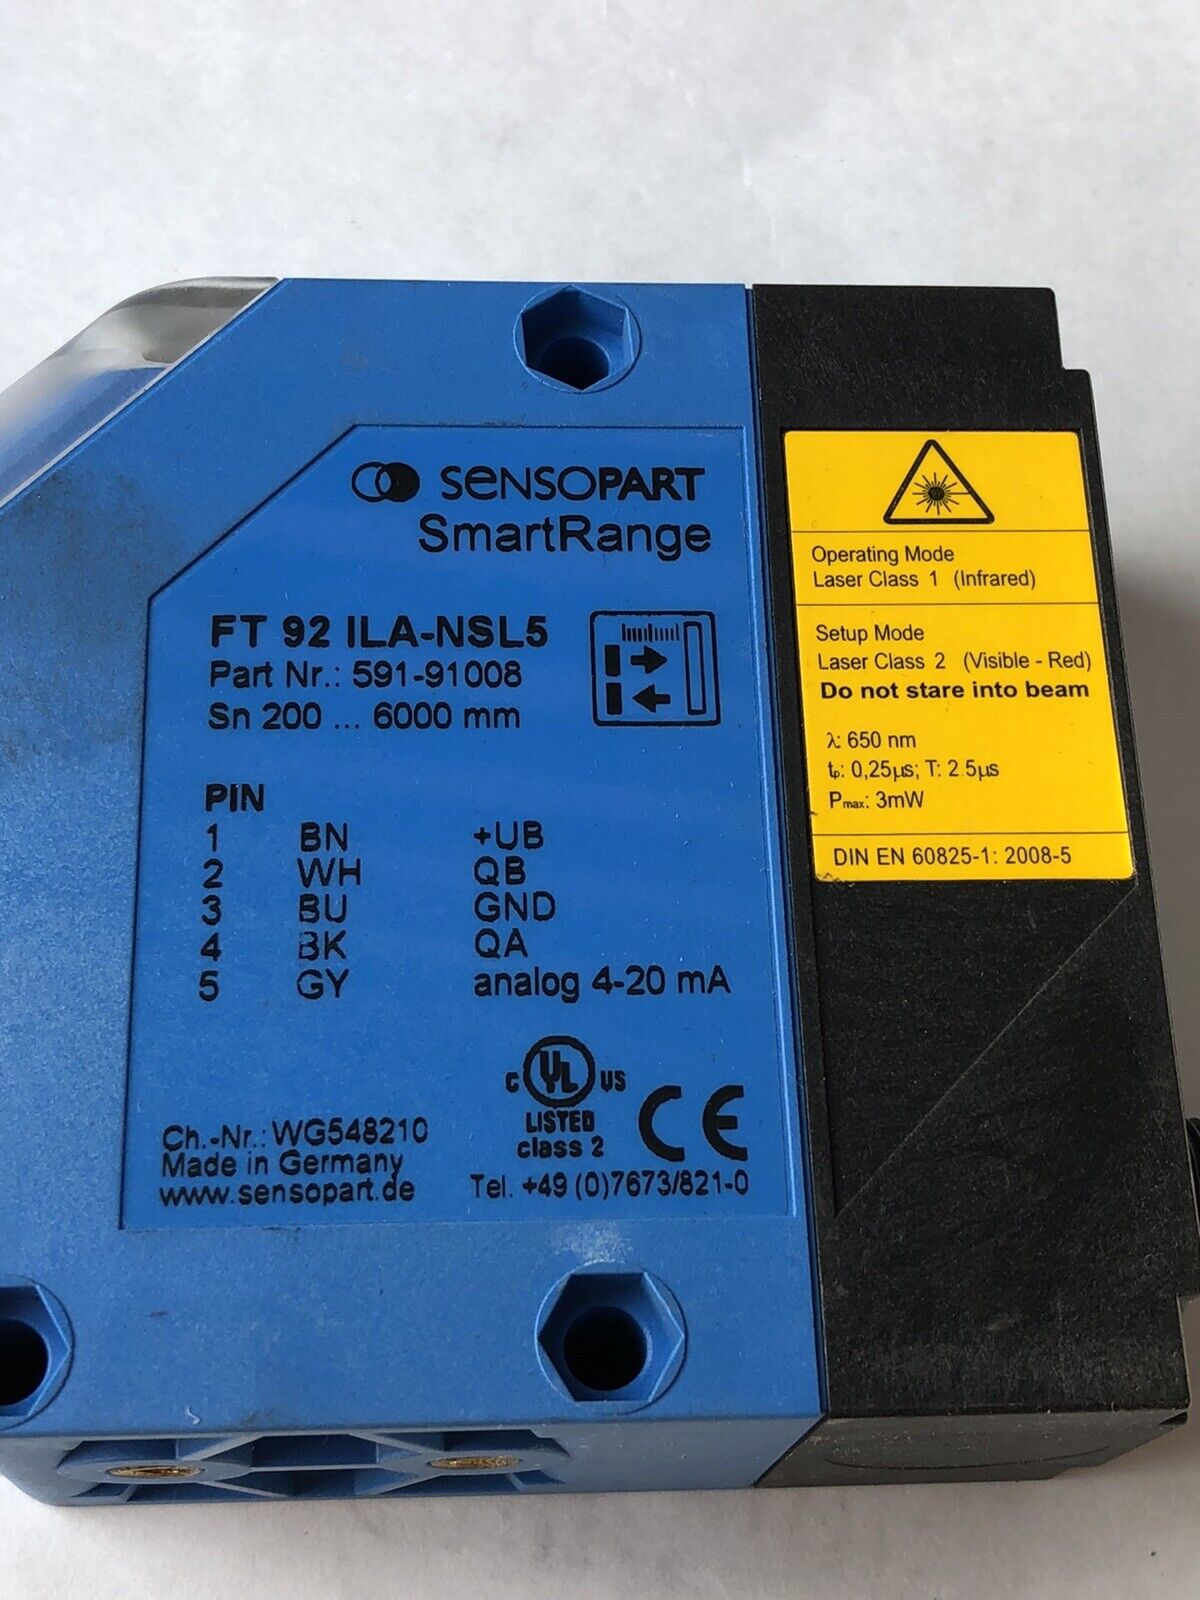 SENSOPART
SmartRange
FT 92 ILA-NSL5
Part Nr.: 591-91008
Sn 200 ... 6000 mm
PIN
1 BN +UB
2 WH QB
3 BU GND
4 BK QA
5 GY analog 4-20 mA
C UL US
LISTED
class 2
CE
Ch.-Nr.: WG548210
Made in Germany
www.sensopart.de
Tel. +49 (0)7673/821-0
Operating Mode
Laser Class 1 (Infrared)
Setup Mode
Laser Class 2 (Visible - Red)
Do not stare into beam
λ: 650 nm
tp: 0,25µs; T: 2.5µs
Pmax: 3mW
DIN EN 60825-1: 2008-5